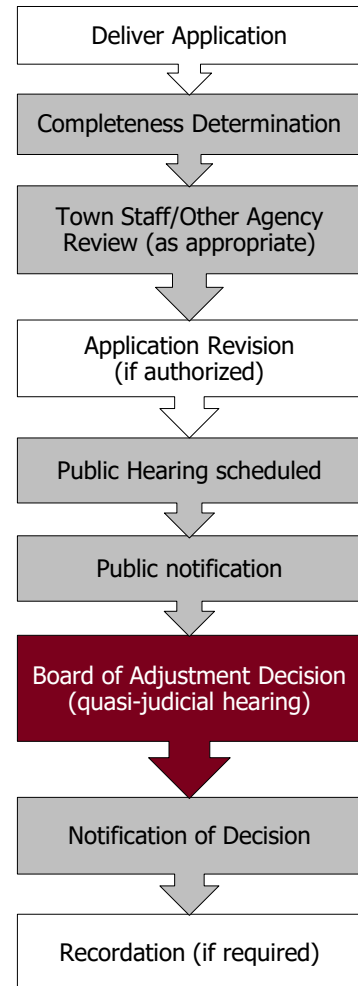 Deliver Application
Completeness Determination
Town Staff/Other Agency
Review (as appropriate)
Application Revision
(if authorized)
Public Hearing scheduled
Public notification
Board of Adjustment Decision
(quasi-judicial hearing)
Notification of Decision
Recordation (if required)